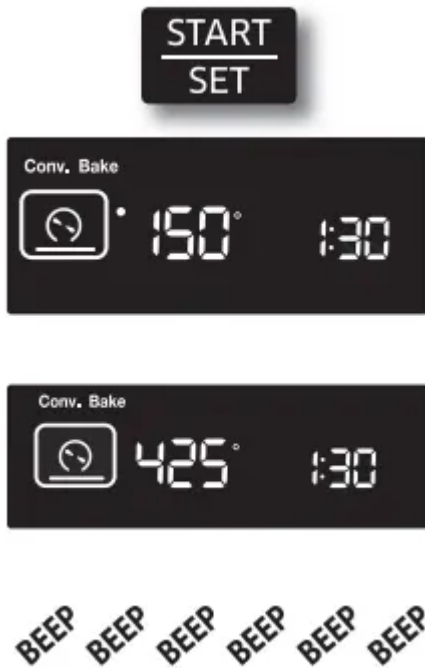 START
SET
Conv. Bake
150° 1:30
Conv. Bake
425° 1:30
BEEP BEEP BEEP BEEP BEEP BEEP